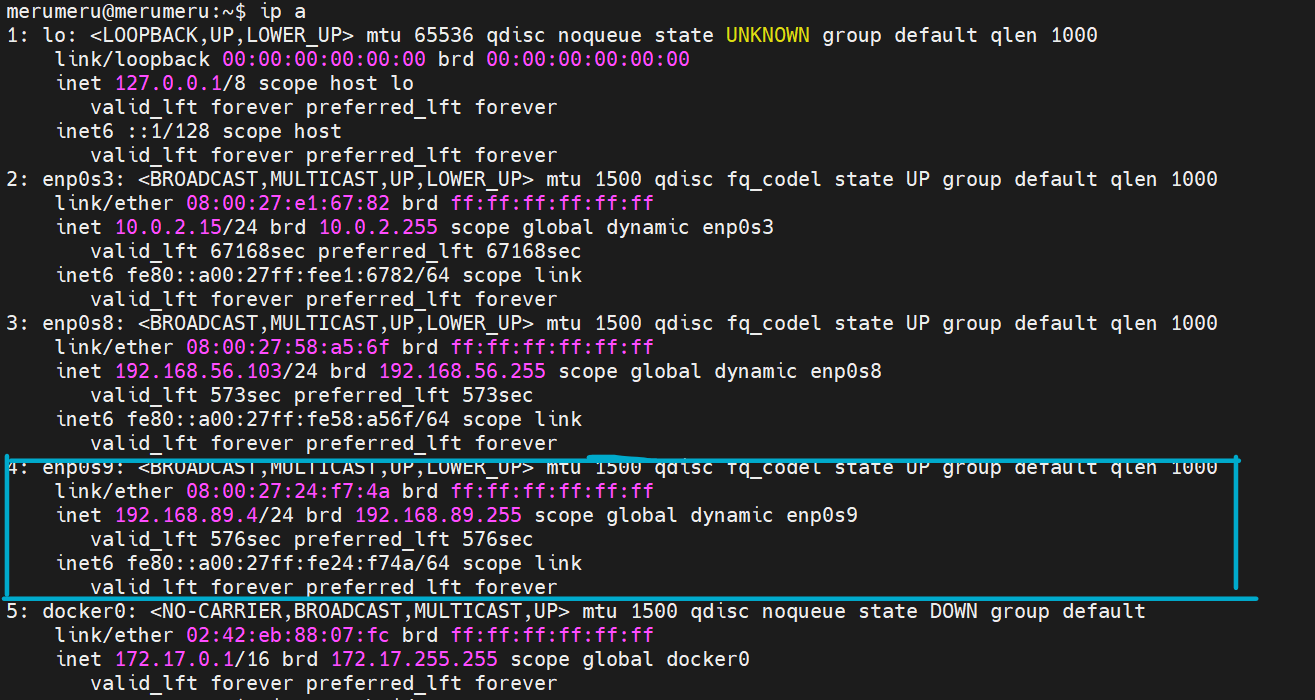 merumeru@merumeru:~$ ip a
1: lo: <LOOPBACK,UP,LOWER_UP> mtu 65536 qdisc noqueue state UNKNOWN group default qlen 1000
    link/loopback 00:00:00:00:00:00 brd 00:00:00:00:00:00
    inet 127.0.0.1/8 scope host lo
       valid_lft forever preferred_lft forever
    inet6 ::1/128 scope host
       valid_lft forever preferred_lft forever
2: enp0s3: <BROADCAST,MULTICAST,UP,LOWER_UP> mtu 1500 qdisc fq_codel state UP group default qlen 1000
    link/ether 08:00:27:e1:67:82 brd ff:ff:ff:ff:ff:ff
    inet 10.0.2.15/24 brd 10.0.2.255 scope global dynamic enp0s3
       valid_lft 67168sec preferred_lft 67168sec
    inet6 fe80::a00:27ff:fee1:6782/64 scope link
       valid_lft forever preferred_lft forever
3: enp0s8: <BROADCAST,MULTICAST,UP,LOWER_UP> mtu 1500 qdisc fq_codel state UP group default qlen 1000
    link/ether 08:00:27:58:a5:6f brd ff:ff:ff:ff:ff:ff
    inet 192.168.56.103/24 brd 192.168.56.255 scope global dynamic enp0s8
       valid_lft 573sec preferred_lft 573sec
    inet6 fe80::a00:27ff:fe58:a56f/64 scope link
       valid_lft forever preferred_lft forever
4: enp0s9: <BROADCAST,MULTICAST,UP,LOWER_UP> mtu 1500 qdisc fq_codel state UP group default qlen 1000
    link/ether 08:00:27:24:f7:4a brd ff:ff:ff:ff:ff:ff
    inet 192.168.89.4/24 brd 192.168.89.255 scope global dynamic enp0s9
       valid_lft 576sec preferred_lft 576sec
    inet6 fe80::a00:27ff:fe24:f74a/64 scope link
       valid_lft forever preferred_lft forever
5: docker0: <NO-CARRIER,BROADCAST,MULTICAST,UP> mtu 1500 qdisc noqueue state DOWN group default
    link/ether 02:42:eb:88:07:fc brd ff:ff:ff:ff:ff:ff
    inet 172.17.0.1/16 brd 172.17.255.255 scope global docker0
       valid_lft forever preferred_lft forever